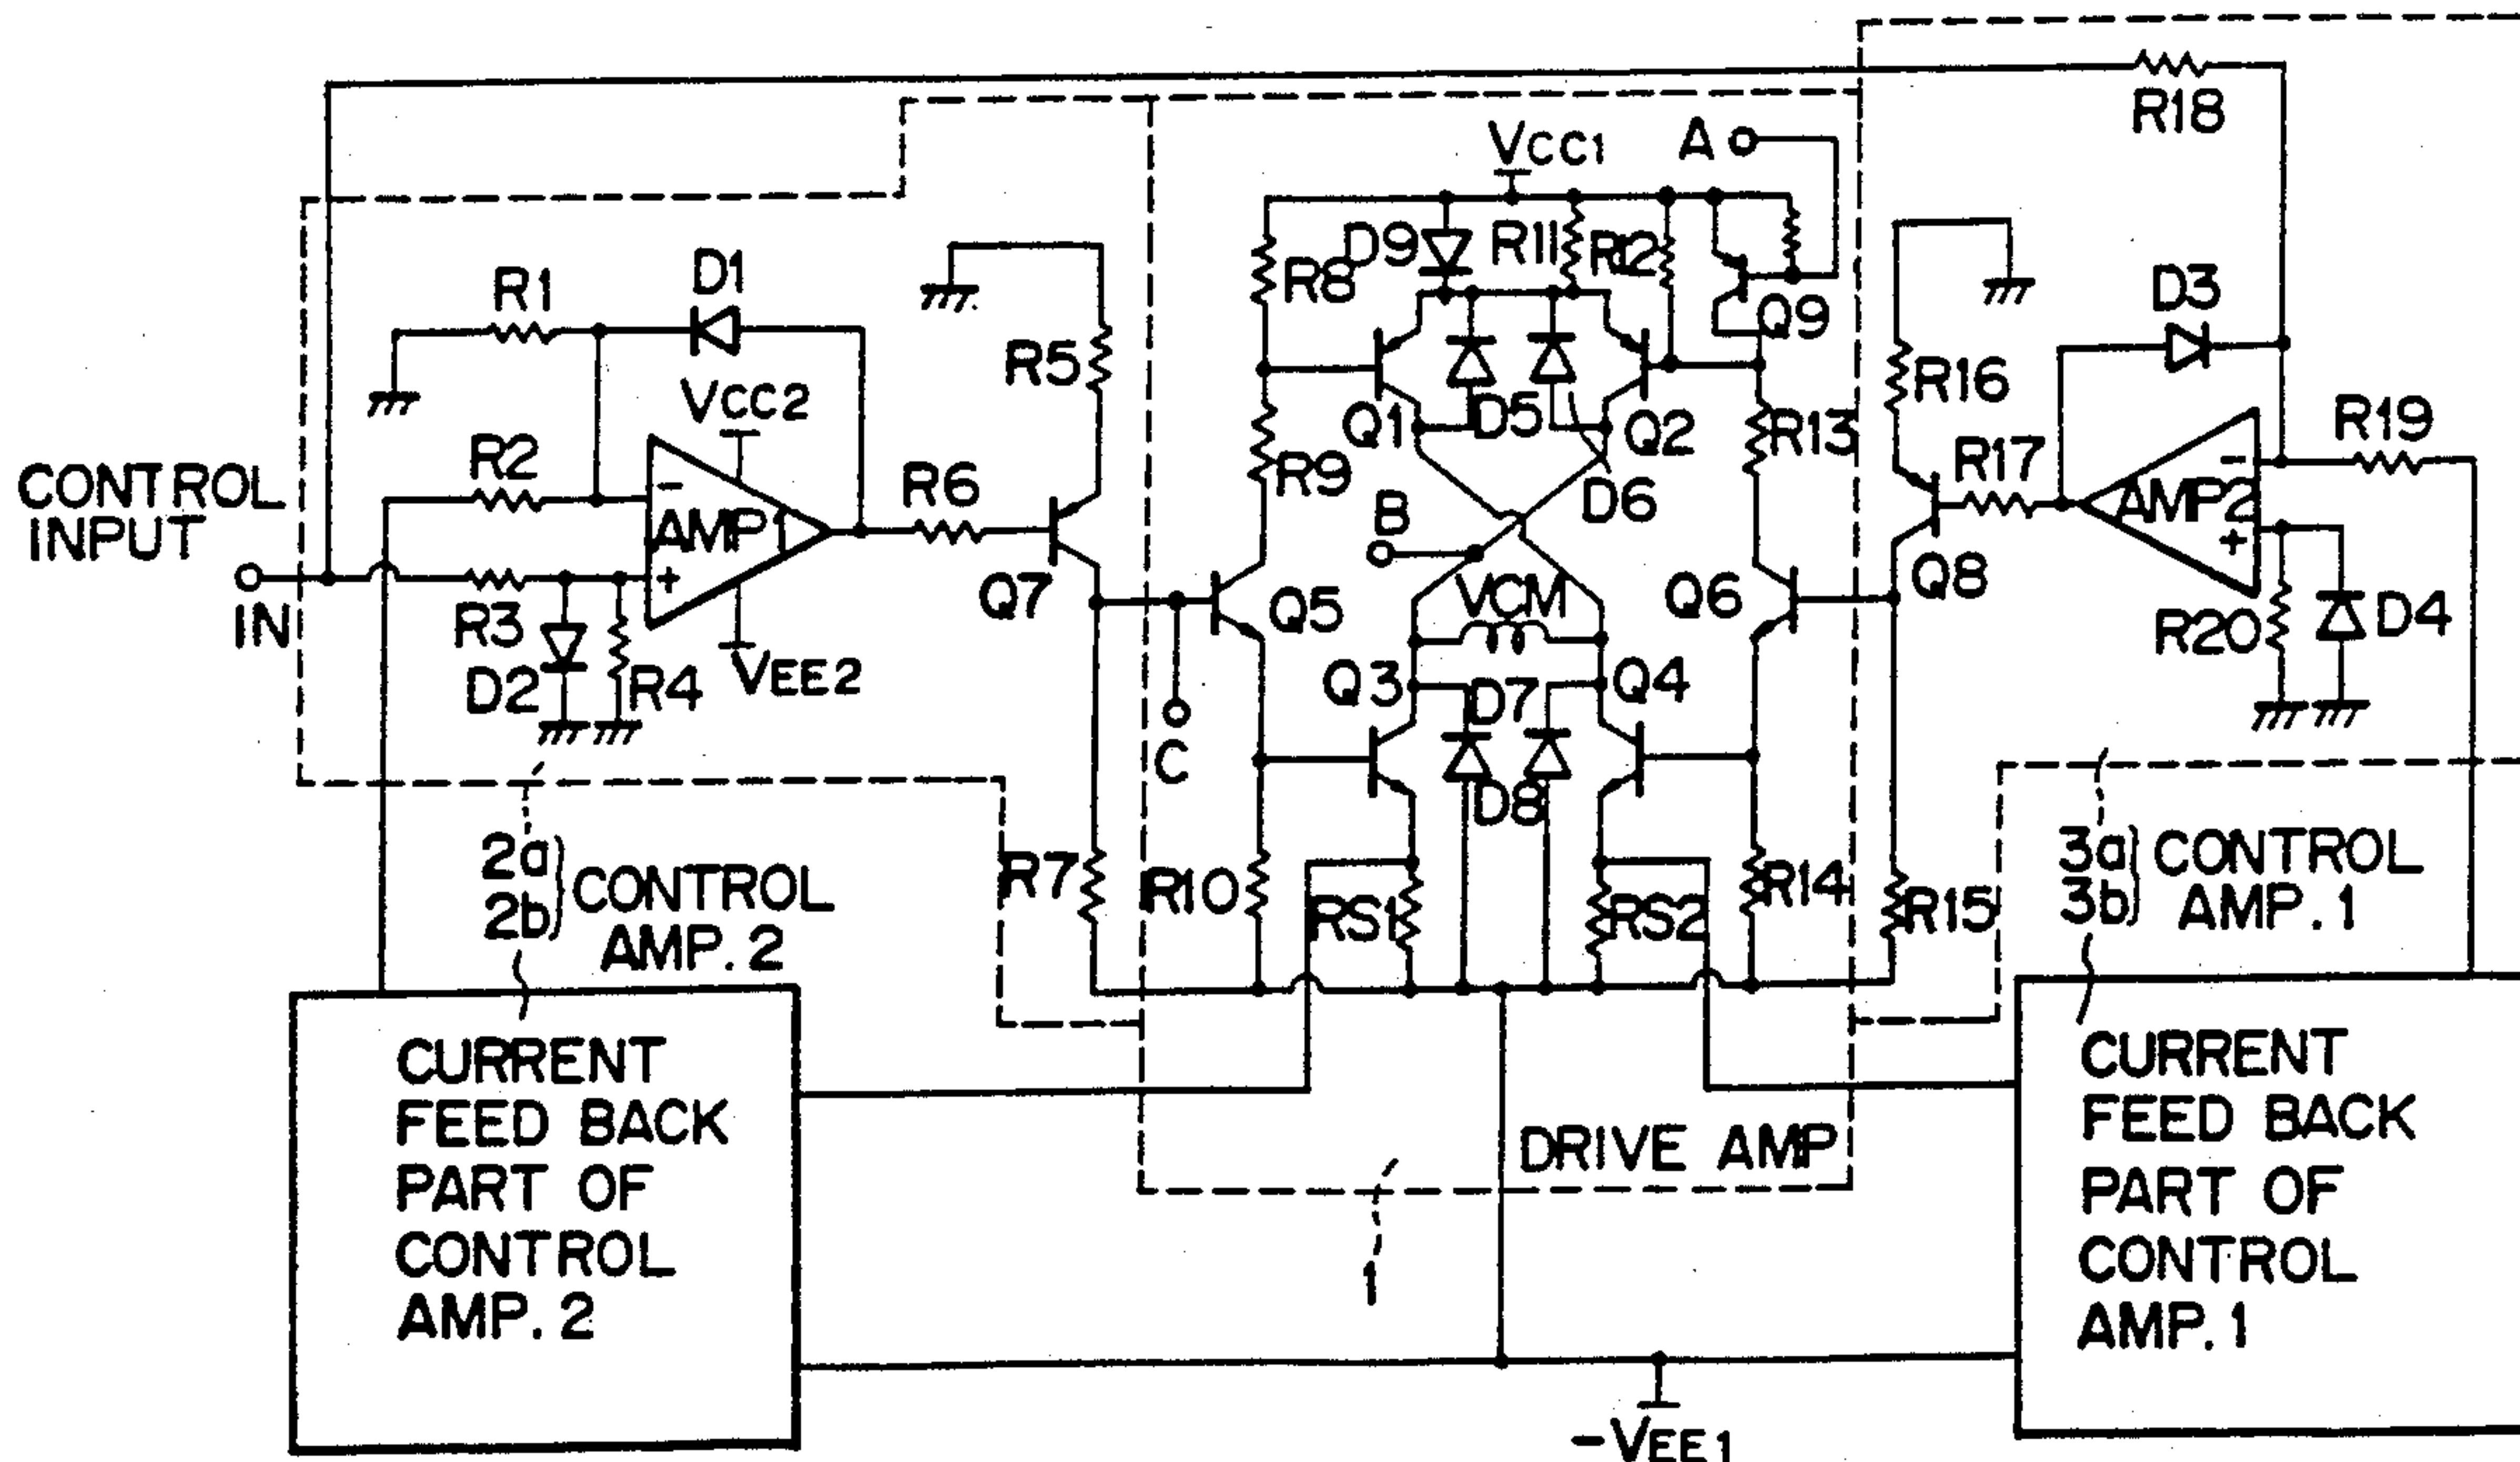 R18
VCC1
A
D9
R11
R12
R8
Q9
R1
D1
D3
R5
R16
VCC2
Q1
D5
Q2
R13
R19
R2
R9
R17
CONTROL
INPUT
R6
B
D6
AMP1
AMP2
IN
R3
Q7
Q5
VCM
Q6
Q8
D2
R4
VEE2
Q3
D7
Q4
R20
D4
C
D8
2a
2b
CONTROL
AMP. 2
R7
R10
RS1
RS2
R14
R15
3a
3b
CONTROL
AMP. 1
CURRENT
FEED BACK
PART OF
CONTROL
AMP. 2
DRIVE AMP
1
CURRENT
FEED BACK
PART OF
CONTROL
AMP. 1
-VEE1